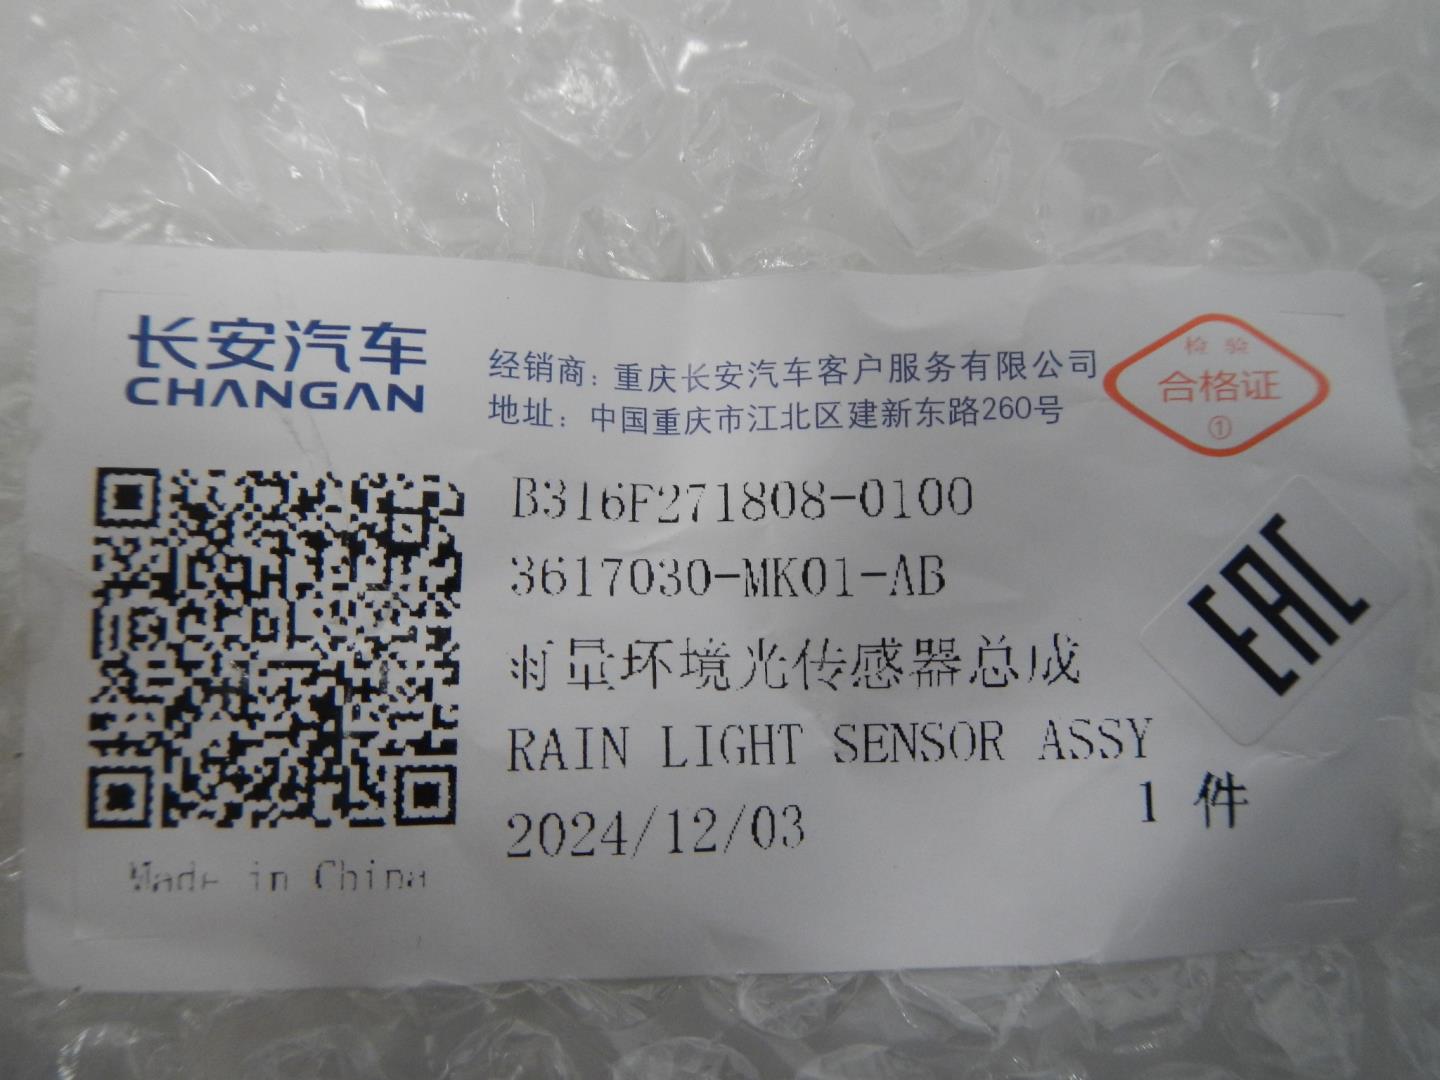 长安汽车
CHANGAN
经销商：重庆长安汽车客户服务有限公司
地址：中国重庆市江北区建新东路260号
检验
合格证
①
B316F271808-0100
3617030-MK01-AB
雨量环境光传感器总成
RAIN LIGHT SENSOR ASSY
1 件
2024/12/03
Made in China
EAC